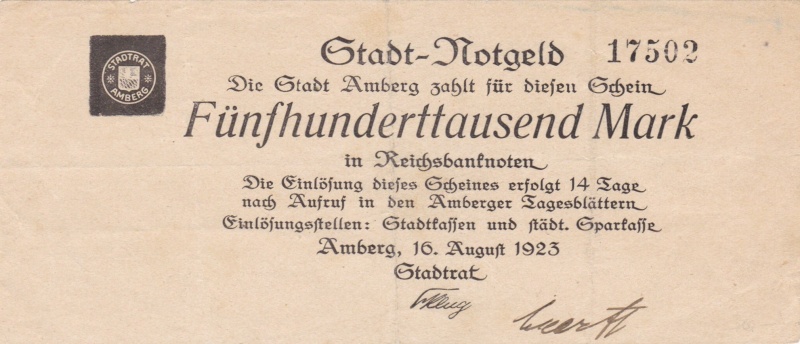 STADTRAT
AMBERG
Stadt-Notgeld 17502
Die Stadt Amberg zahlt für diesen Schein
Fünfhunderttausend Mark
in Reichsbanknoten
Die Einlösung dieses Scheines erfolgt 14 Tage
nach Aufruf in den Amberger Tagesblättern
Einlösungsstellen: Stadtkassen und städt. Sparkasse
Amberg, 16. August 1923
Stadtrat